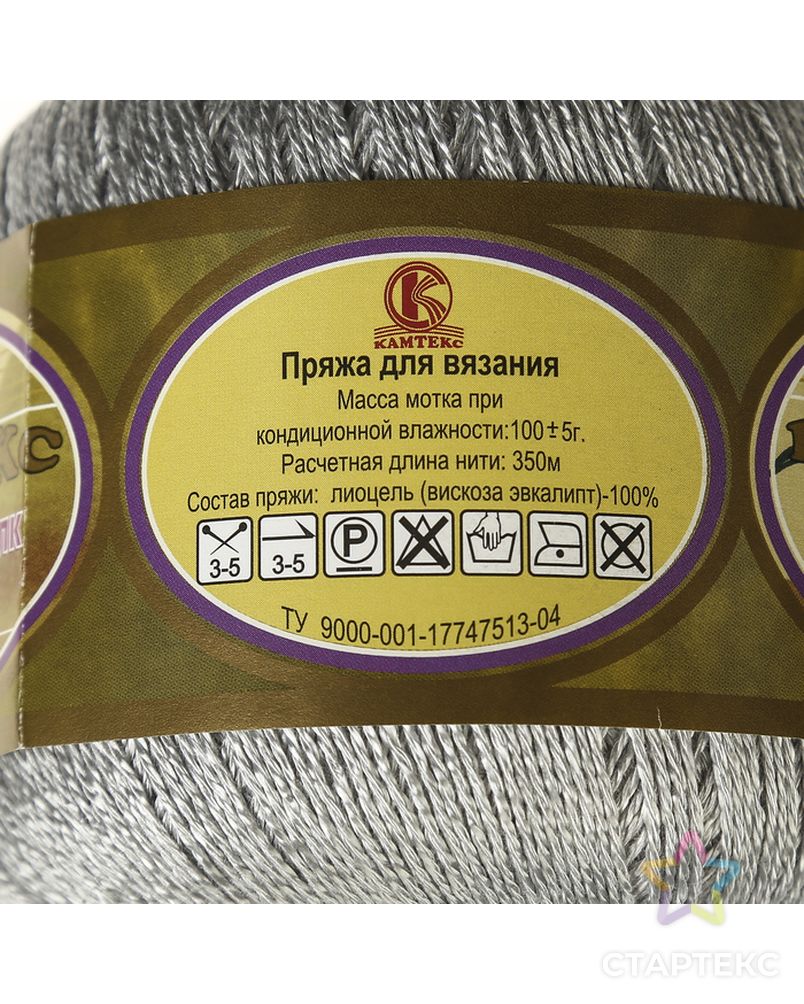 КАМТЕКС
Пряжа для вязания
Масса мотка при
кондиционной влажности:100±5г.
Расчетная длина нити: 350м
Состав пряжи: лиоцель (вискоза эвкалипт)-100%
3-5 3-5 P
ТУ 9000-001-17747513-04
СТАРТЕКС